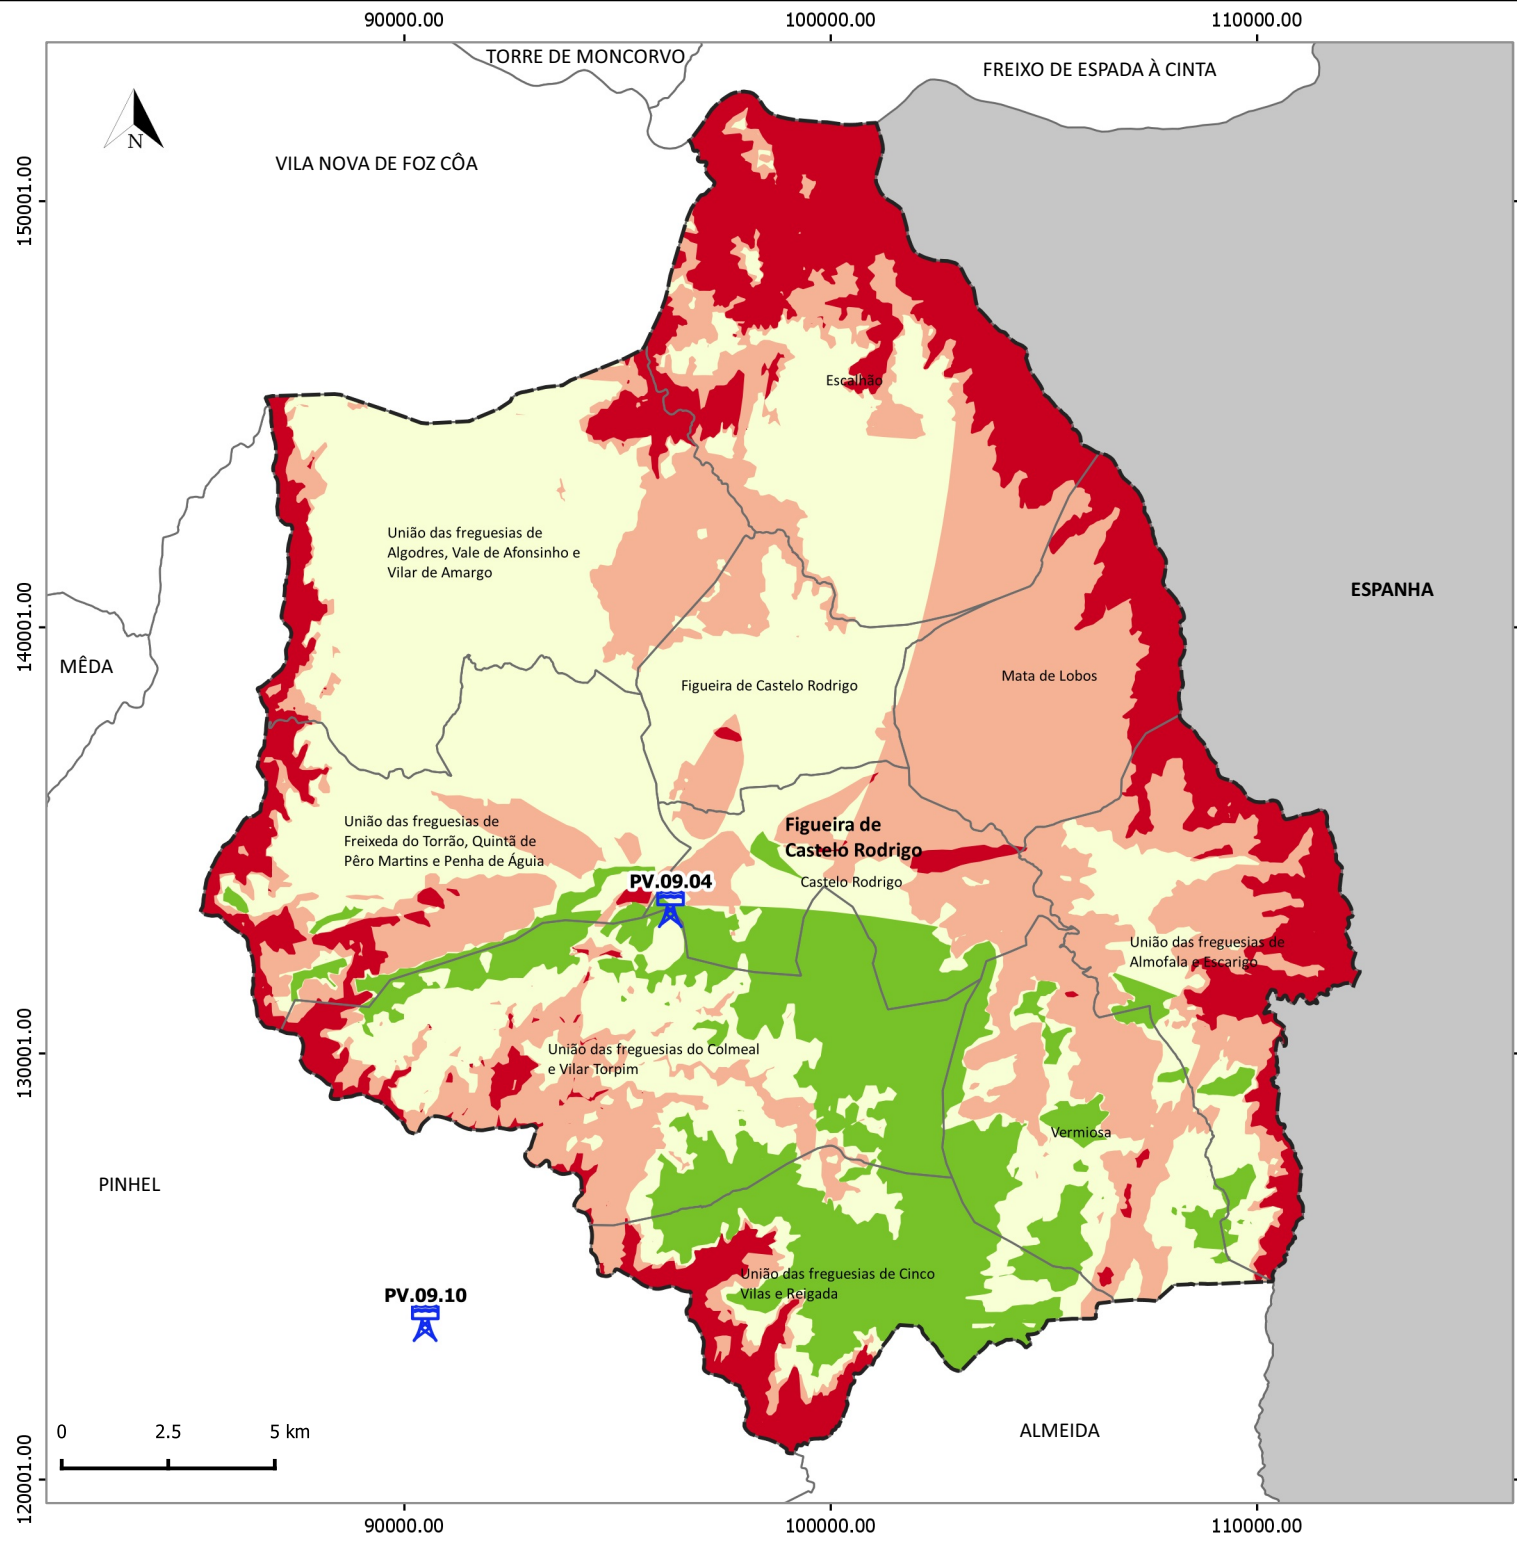 90000.00
100000.00
110000.00
TORRE DE MONCORVO
FREIXO DE ESPADA À CINTA
N
VILA NOVA DE FOZ CÔA
150001.00
Escalhão
União das freguesias de
Algodres, Vale de Afonsinho e
Vilar de Amargo
ESPANHA
140001.00
MÊDA
Figueira de Castelo Rodrigo
Mata de Lobos
União das freguesias de
Freixeda do Torrão, Quintã de
Pêro Martins e Penha de Águia
Figueira de
Castelo Rodrigo
PV.09.04
Castelo Rodrigo
União das freguesias de
Almofala e Escarigo
130001.00
União das freguesias do Colmeal
e Vilar Torpim
Vermiosa
PINHEL
União das freguesias de Cinco
Vilas e Reigada
PV.09.10
ALMEIDA
0
2.5
5 km
120001.00
90000.00
100000.00
110000.00